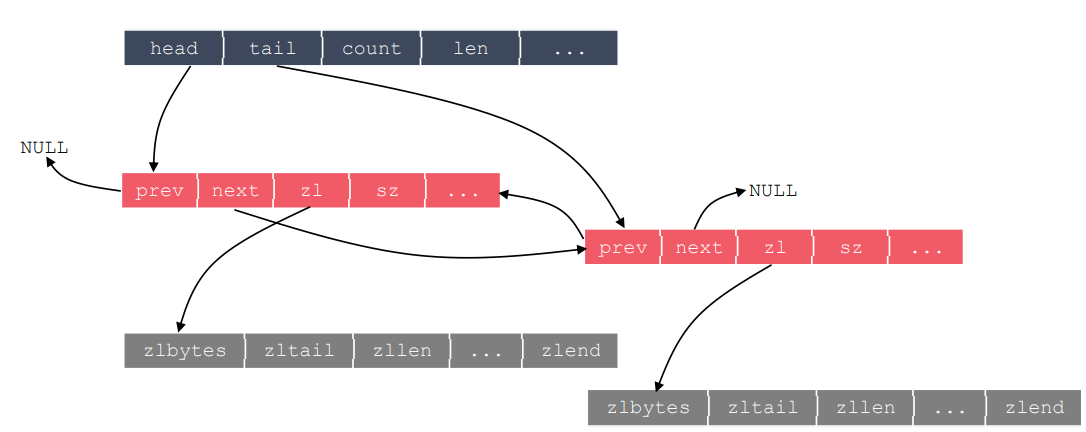 head tail count len ...
NULL
prev next zl sz ...
NULL
prev next zl sz ...
zlbytes zltail zllen ... zlend
zlbytes zltail zllen ... zlend